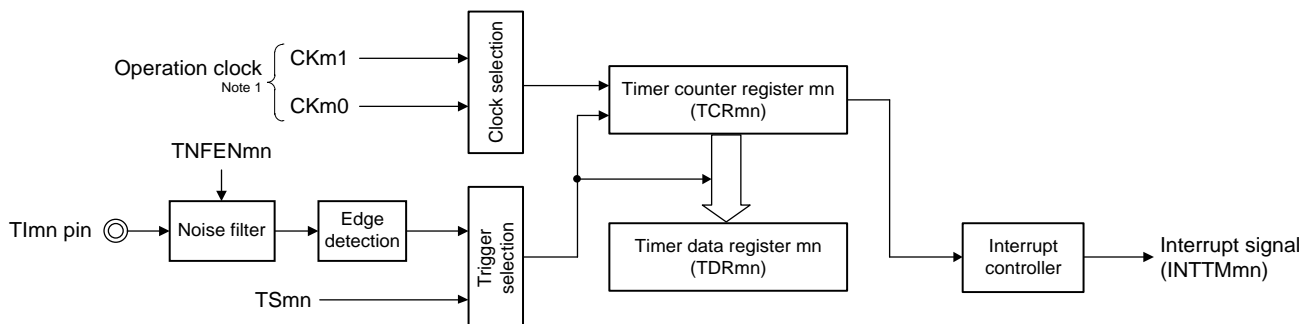 Operation clock
Note 1
CKm1
CKm0
Clock selection
Timer counter register mn
(TCRmn)
TNFENmn
TImn pin
Noise filter
Edge
detection
Trigger
selection
TSmn
Timer data register mn
(TDRmn)
Interrupt
controller
Interrupt signal
(INTTMmn)